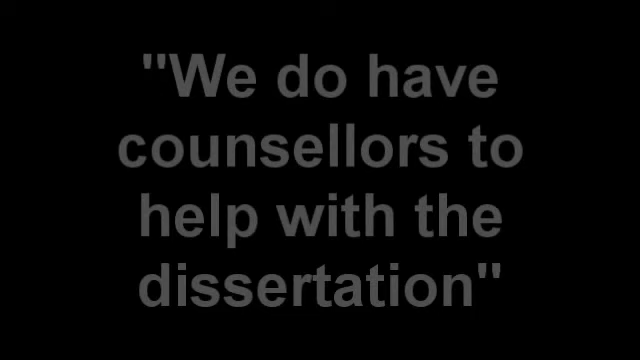 "We do have
counsellors to
help with the
dissertation"